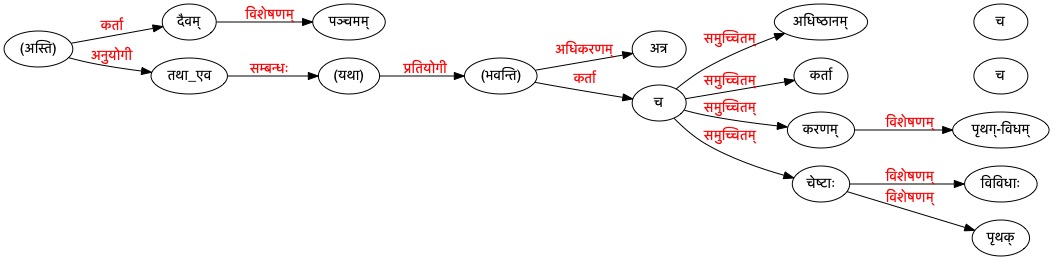 कर्ता
दैवम्
विशेषणम्
पञ्चमम्
(अस्ति)
अनुयोगी
तथा_एव
सम्बन्धः
(यथा)
प्रतियोगी
(भवन्ति)
अधिकरणम्
अत्र
कर्ता
च
समुच्चितम्
अधिष्ठानम्
च
समुच्चितम्
कर्ता
च
समुच्चितम्
करणम्
विशेषणम्
पृथग्-विधम्
समुच्चितम्
चेष्टाः
विशेषणम्
विविधाः
विशेषणम्
पृथक्